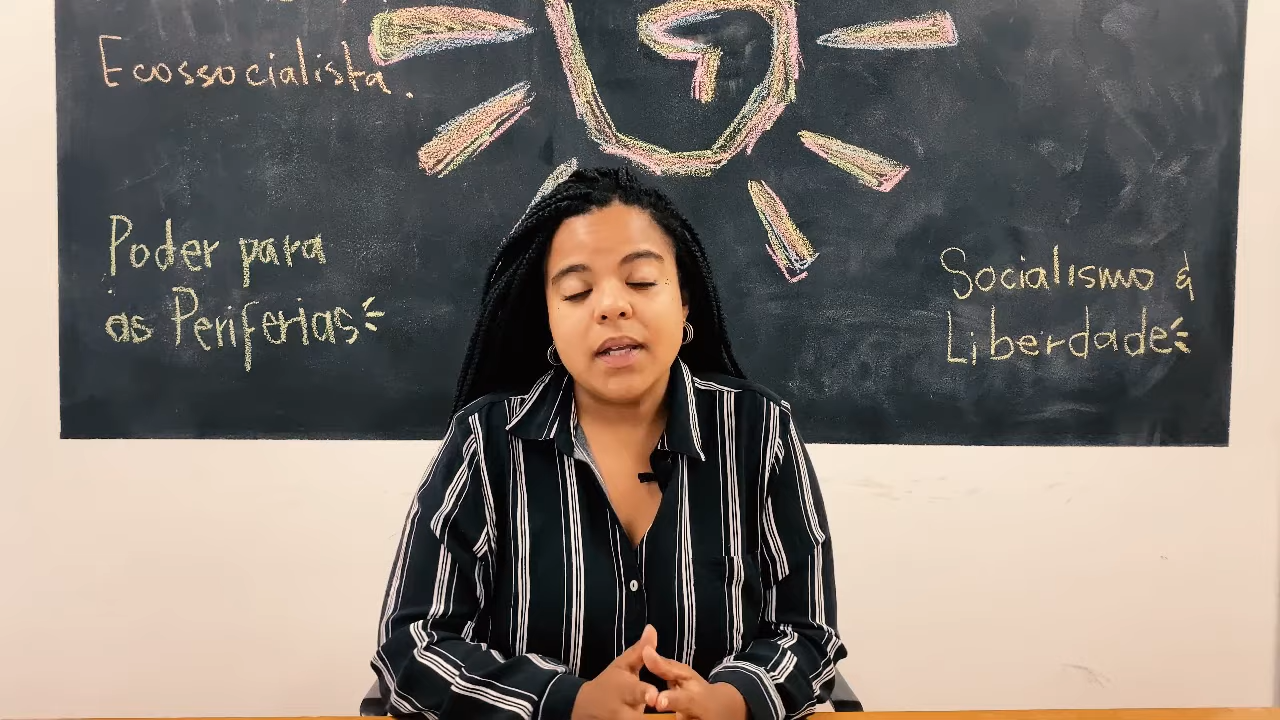 Ecossocialista.
Poder para
as Periferias
Socialismo &
Liberdade